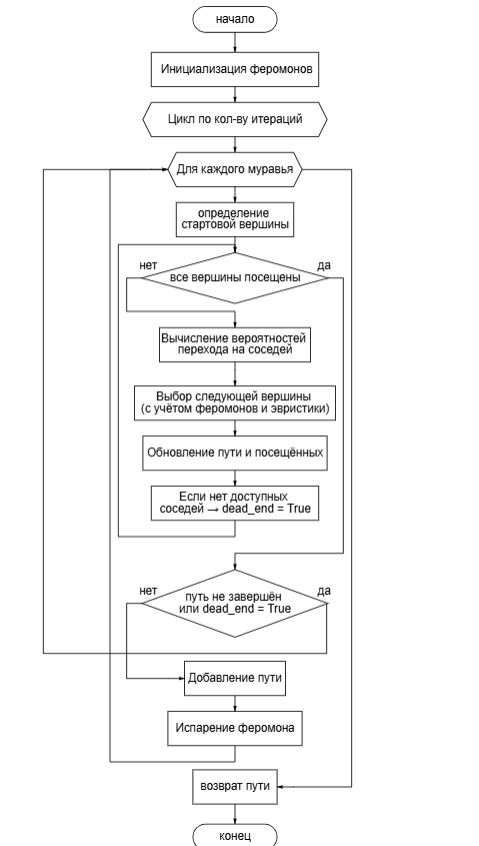 начало
Инициализация феромонов
Цикл по кол-ву итераций
Для каждого муравья
определение
стартовой вершины
нет
все вершины посещены
да
Вычисление вероятностей
перехода на соседей
Выбор следующей вершины
(с учётом феромонов и эвристики)
Обновление пути и посещённых
Если нет доступных
соседей → dead_end = True
нет
путь не завершён
или dead_end = True
да
Добавление пути
Испарение феромона
возврат пути
конец